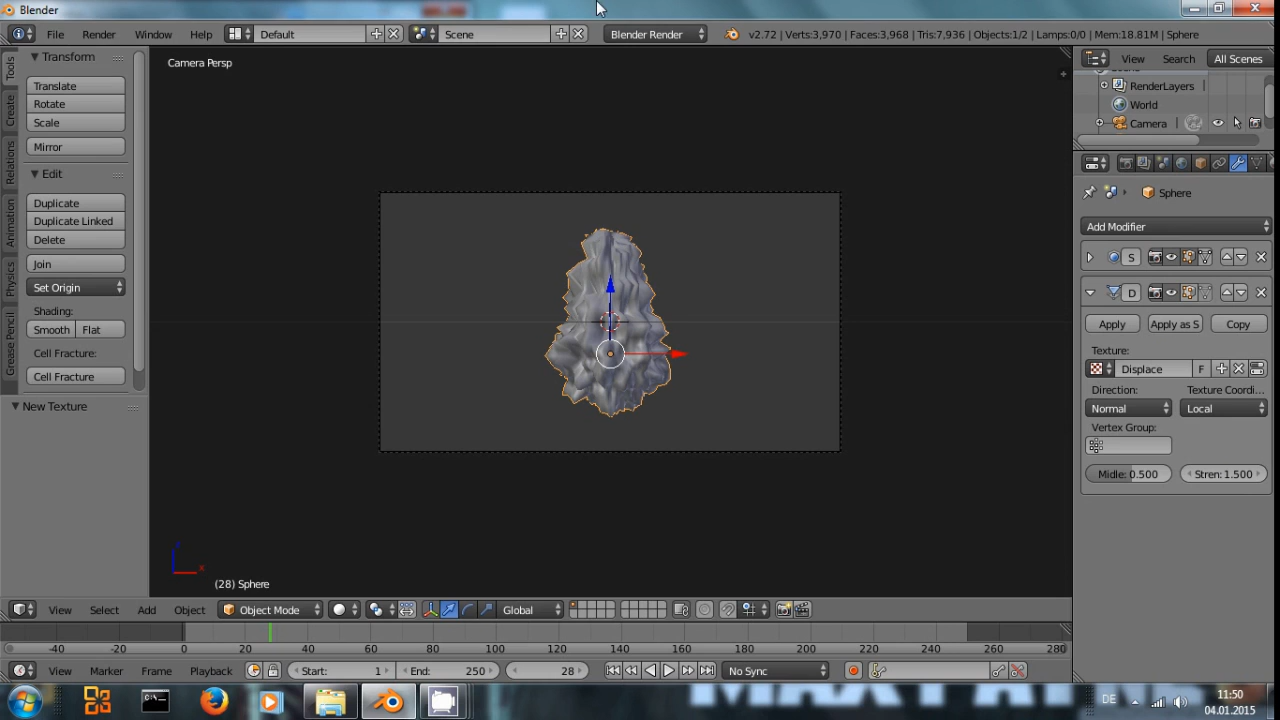 Blender
File Render Window Help Default Scene Blender Render v2.72 | Verts:3,970 | Faces:3,968 | Tris:7,936 | Objects:1/2 | Lamps:0/0 | Mem:18.81M | Sphere
Tools
Create
Relations
Animation
Physics
Grease Pencil
Transform
Translate
Rotate
Scale
Mirror
Edit
Duplicate
Duplicate Linked
Delete
Join
Set Origin
Shading:
Smooth Flat
Cell Fracture:
Cell Fracture
New Texture
Camera Persp
(28) Sphere
View Search All Scenes
RenderLayers
World
Camera
Sphere
Add Modifier
S
D
Apply Apply as S Copy
Texture:
Displace F
Direction: Texture Coordi...
Normal Local
Vertex Group:
Midle: 0.500 Stren: 1.500
View Select Add Object Object Mode Global
-40 -20 0 20 40 60 80 100 120 140 160 180 200 220 240 260 280
View Marker Frame Playback Start: 1 End: 250 28 No Sync
C:\_
DE
11:50
04.01.2015